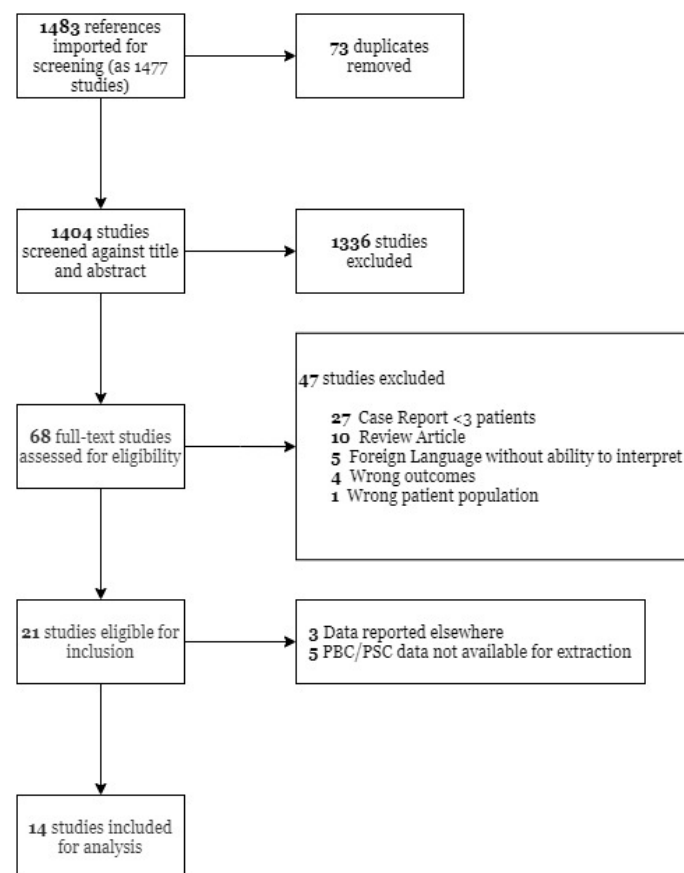 1483 references
imported for
screening (as 1477
studies)
73 duplicates
removed
1404 studies
screened against title
and abstract
1336 studies
excluded
47 studies excluded
27 Case Report <3 patients
10 Review Article
5 Foreign Language without ability to interpret
4 Wrong outcomes
1 Wrong patient population
68 full-text studies
assessed for eligibility
21 studies eligible for
inclusion
3 Data reported elsewhere
5 PBC/PSC data not available for extraction
14 studies included
for analysis